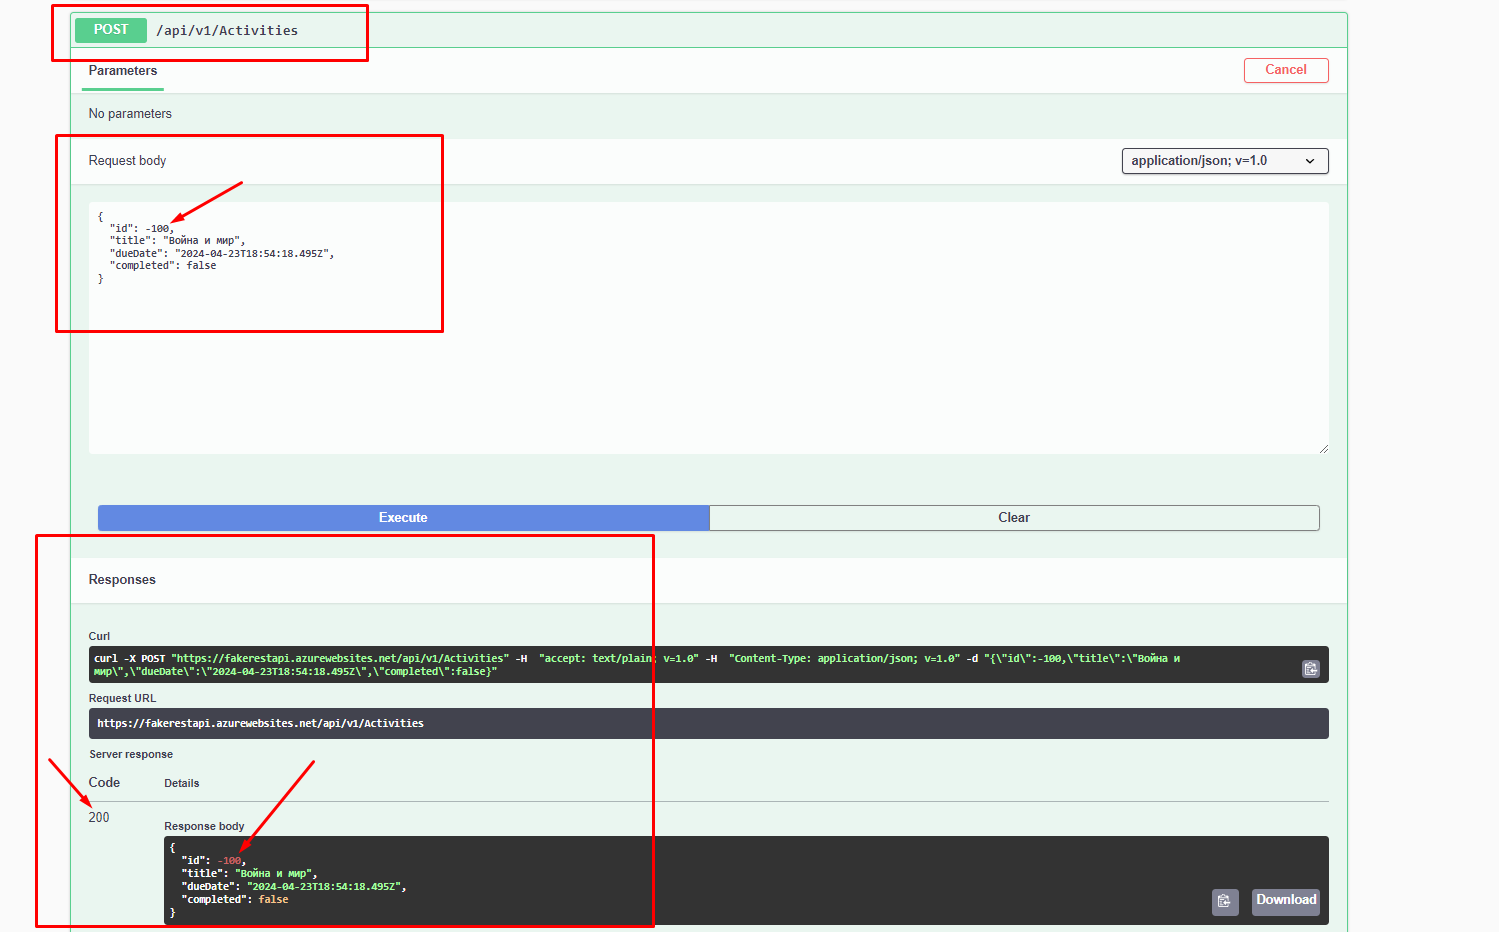 POST /api/v1/Activities
Parameters
Cancel
No parameters
Request body
application/json; v=1.0
{
"id": -100,
"title": "Война и мир",
"dueDate": "2024-04-23T18:54:18.495Z",
"completed": false
}
Execute
Clear
Responses
Curl
curl -X POST "https://fakerestapi.azurewebsites.net/api/v1/Activities" -H  "accept: text/plain; v=1.0" -H  "Content-Type: application/json; v=1.0" -d "{\"id\":-100,\"title\":\"Война и
мир\",\"dueDate\":\"2024-04-23T18:54:18.495Z\",\"completed\":false}"
Request URL
https://fakerestapi.azurewebsites.net/api/v1/Activities
Server response
Code Details
200
Response body
{
"id": -100,
"title": "Война и мир",
"dueDate": "2024-04-23T18:54:18.495Z",
"completed": false
}
Download